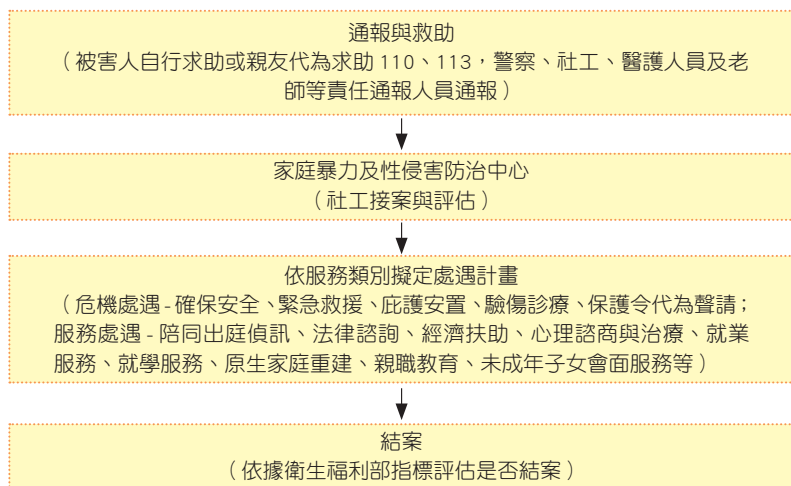 通報與救助
（被害人自行求助或親友代為求助 110、113，警察、社工、醫護人員及老
師等責任通報人員通報）
家庭暴力及性侵害防治中心
（社工接案與評估）
依服務類別擬定處遇計畫
（危機處遇 - 確保安全、緊急救援、庇護安置、驗傷診療、保護令代為聲請；
服務處遇 - 陪同出庭偵訊、法律諮詢、經濟扶助、心理諮商與治療、就業
服務、就學服務、原生家庭重建、親職教育、未成年子女會面服務等）
結案
（依據衛生福利部指標評估是否結案）